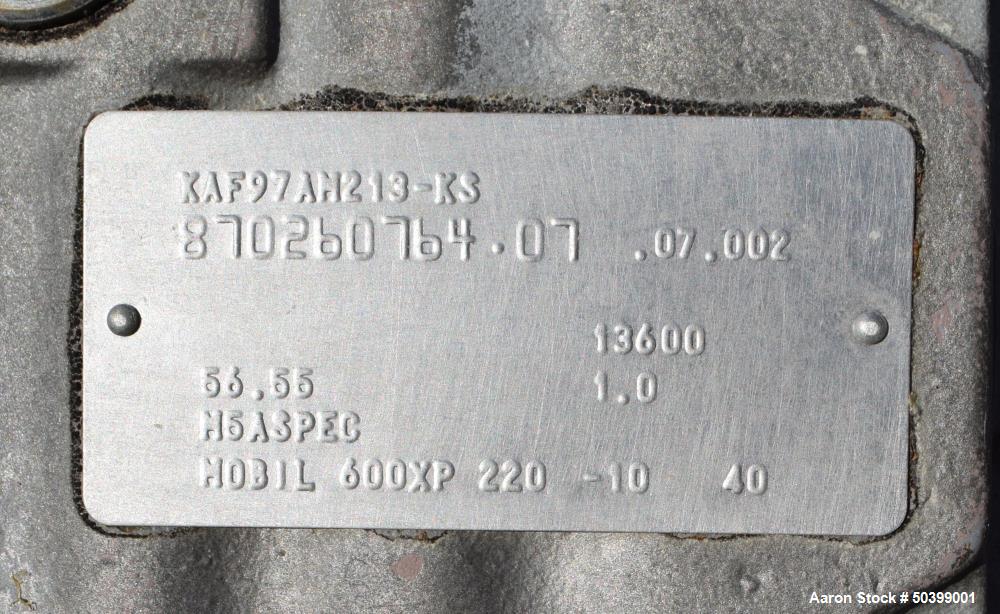 KAF97AM213-KS
870260764.07 .07.002
13600
56.55 1.0
M5ASPEC
MOBIL 600XP 220 -10 40
Aaron Stock # 50399001